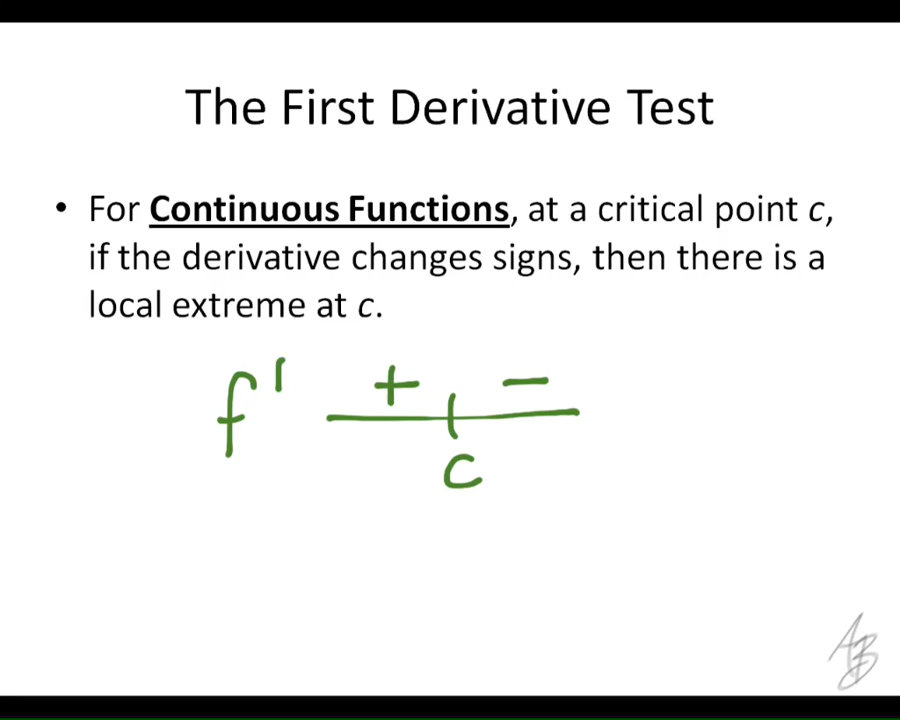 The First Derivative Test
• For Continuous Functions, at a critical point c,
if the derivative changes signs, then there is a
local extreme at c.
f' + −
c
AB